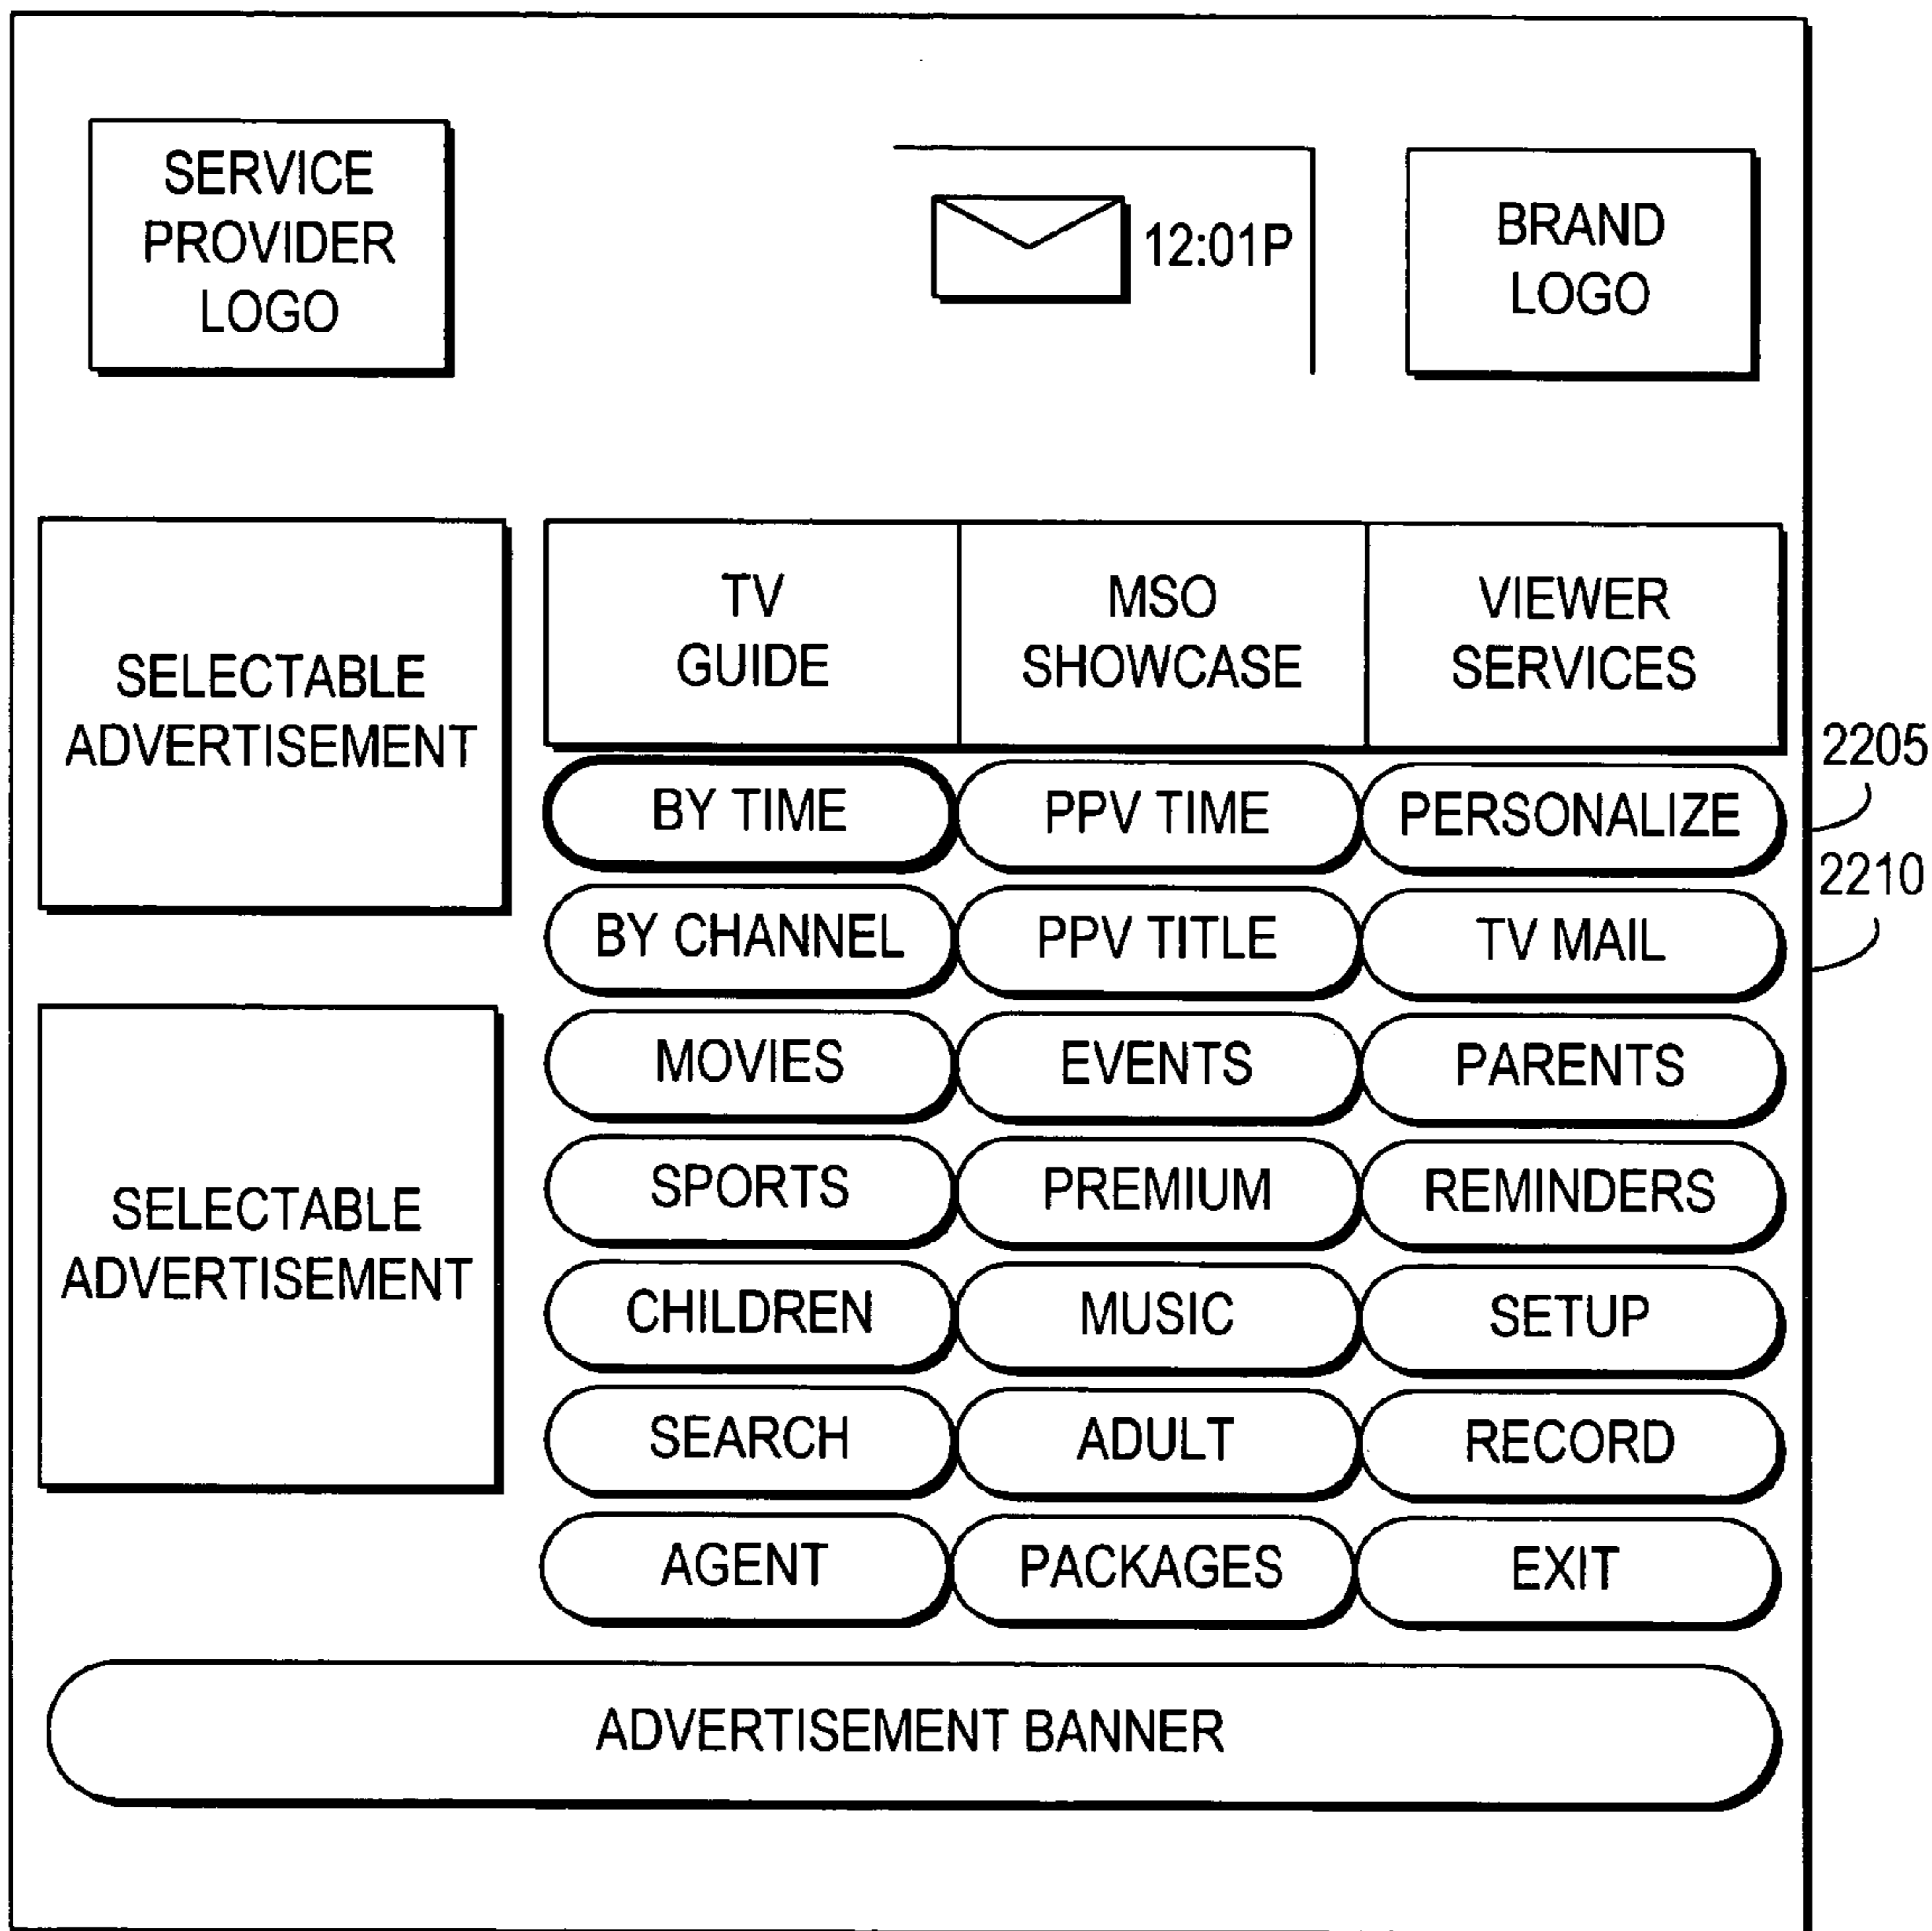 SERVICE
PROVIDER
LOGO
12:01P
BRAND
LOGO
SELECTABLE
ADVERTISEMENT
TV
GUIDE
MSO
SHOWCASE
VIEWER
SERVICES
2205
BY TIME
PPV TIME
PERSONALIZE
2210
BY CHANNEL
PPV TITLE
TV MAIL
MOVIES
EVENTS
PARENTS
SELECTABLE
ADVERTISEMENT
SPORTS
PREMIUM
REMINDERS
CHILDREN
MUSIC
SETUP
SEARCH
ADULT
RECORD
AGENT
PACKAGES
EXIT
ADVERTISEMENT BANNER